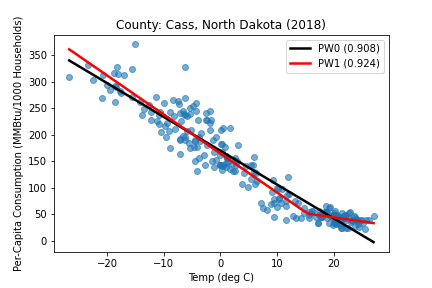 County: Cass, North Dakota (2018)
PW0 (0.908)
PW1 (0.924)
Per-Capita Consumption (MMBtu/1000 Households)
350
300
250
200
150
100
50
0
−20
−10
0
10
20
Temp (deg C)